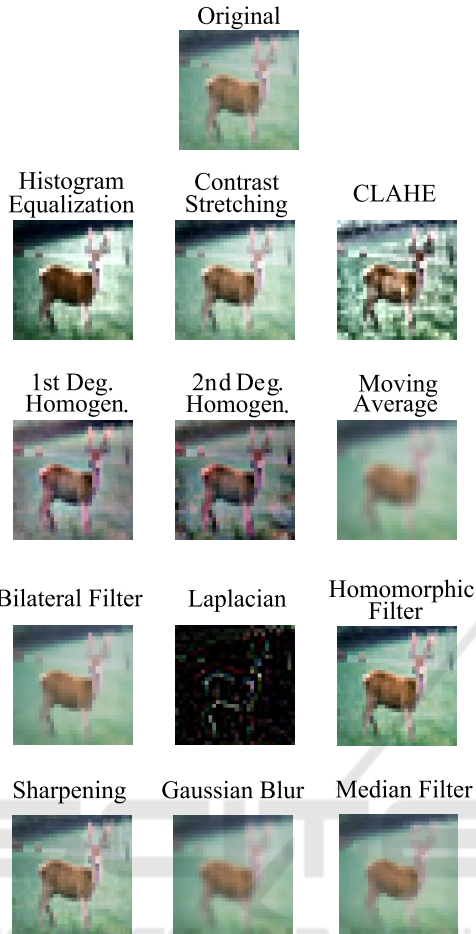 Original
Histogram
Equalization
Contrast
Stretching
CLAHE
1st Deg.
Homogen.
2nd Deg.
Homogen.
Moving
Average
Bilateral Filter
Laplacian
Homomorphic
Filter
Sharpening
Gaussian Blur
Median Filter